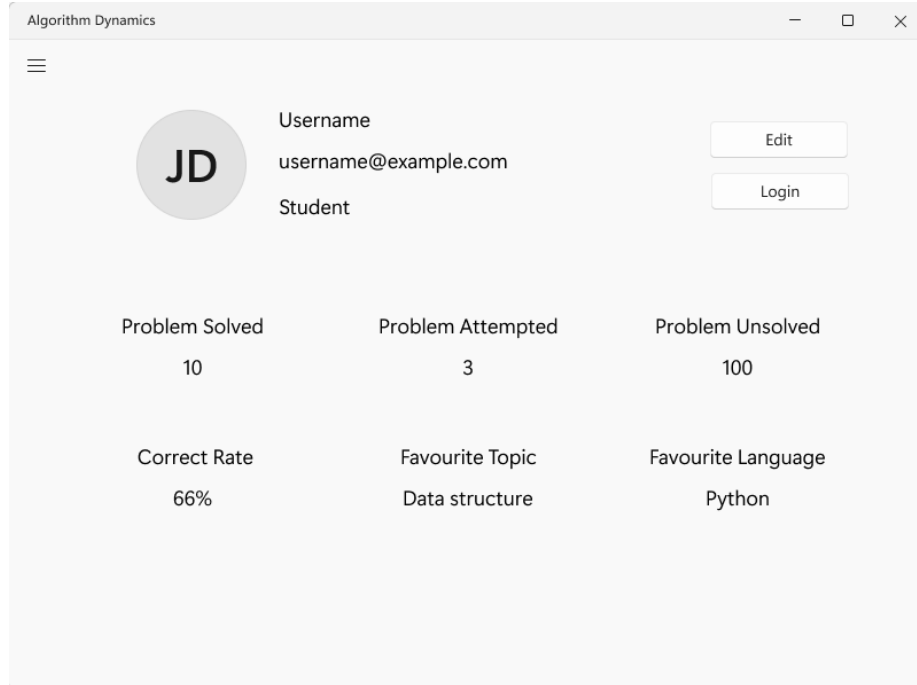 Algorithm Dynamics
JD
Username
username@example.com
Student
Edit
Login
Problem Solved
Problem Attempted
Problem Unsolved
10
3
100
Correct Rate
Favourite Topic
Favourite Language
66%
Data structure
Python